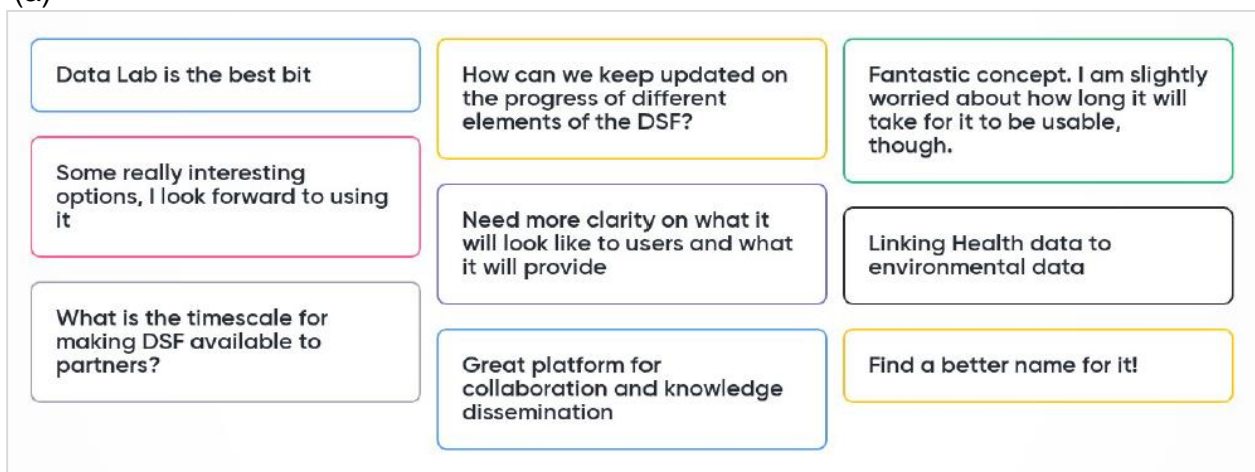 (a)
Data Lab is the best bit
Some really interesting
options, I look forward to using
it
What is the timescale for
making DSF available to
partners?
How can we keep updated on
the progress of different
elements of the DSF?
Need more clarity on what it
will look like to users and what
it will provide
Great platform for
collaboration and knowledge
dissemination
Fantastic concept. I am slightly
worried about how long it will
take for it to be usable,
though.
Linking Health data to
environmental data
Find a better name for it!